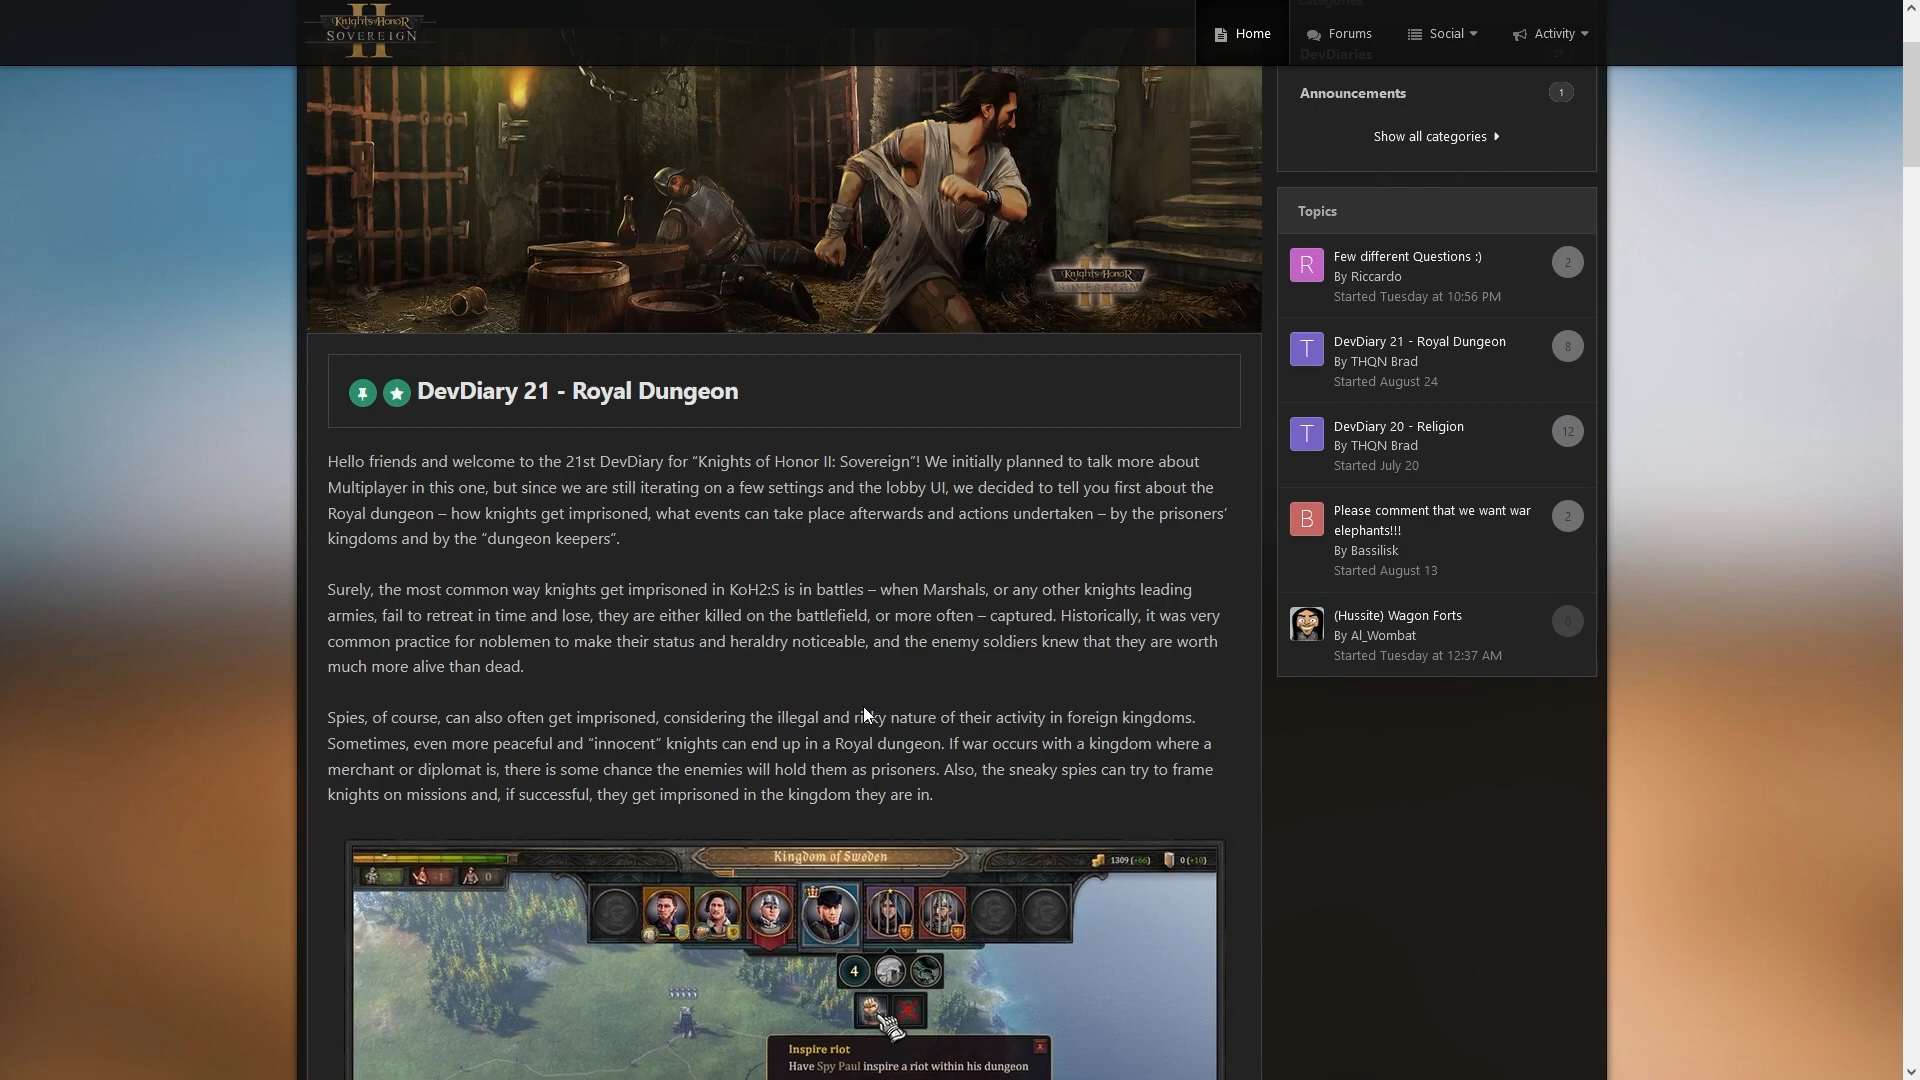 Knights of Honor
II
SOVEREIGN
Home
Forums
Social
Activity
Categories
DevDiaries
21
Announcements
1
Show all categories
Knights of Honor
II
SOVEREIGN
Topics
R
Few different Questions :)
2
By Riccardo
Started Tuesday at 10:56 PM
T
DevDiary 21 - Royal Dungeon
8
By THQN Brad
Started August 24
T
DevDiary 20 - Religion
12
By THQN Brad
Started July 20
B
Please comment that we want war
elephants!!!
2
By Bassilisk
Started August 13
(Hussite) Wagon Forts
0
By Al_Wombat
Started Tuesday at 12:37 AM
DevDiary 21 - Royal Dungeon
Hello friends and welcome to the 21st DevDiary for “Knights of Honor II: Sovereign”! We initially planned to talk more about
Multiplayer in this one, but since we are still iterating on a few settings and the lobby UI, we decided to tell you first about the
Royal dungeon – how knights get imprisoned, what events can take place afterwards and actions undertaken – by the prisoners’
kingdoms and by the “dungeon keepers”.
Surely, the most common way knights get imprisoned in KoH2:S is in battles – when Marshals, or any other knights leading
armies, fail to retreat in time and lose, they are either killed on the battlefield, or more often – captured. Historically, it was very
common practice for noblemen to make their status and heraldry noticeable, and the enemy soldiers knew that they are worth
much more alive than dead.
Spies, of course, can also often get imprisoned, considering the illegal and risky nature of their activity in foreign kingdoms.
Sometimes, even more peaceful and “innocent” knights can end up in a Royal dungeon. If war occurs with a kingdom where a
merchant or diplomat is, there is some chance the enemies will hold them as prisoners. Also, the sneaky spies can try to frame
knights on missions and, if successful, they get imprisoned in the kingdom they are in.
Kingdom of Sweden
1309 (+66)
0 (+10)
2
-1
0
4
Inspire riot
Have Spy Paul inspire a riot within his dungeon